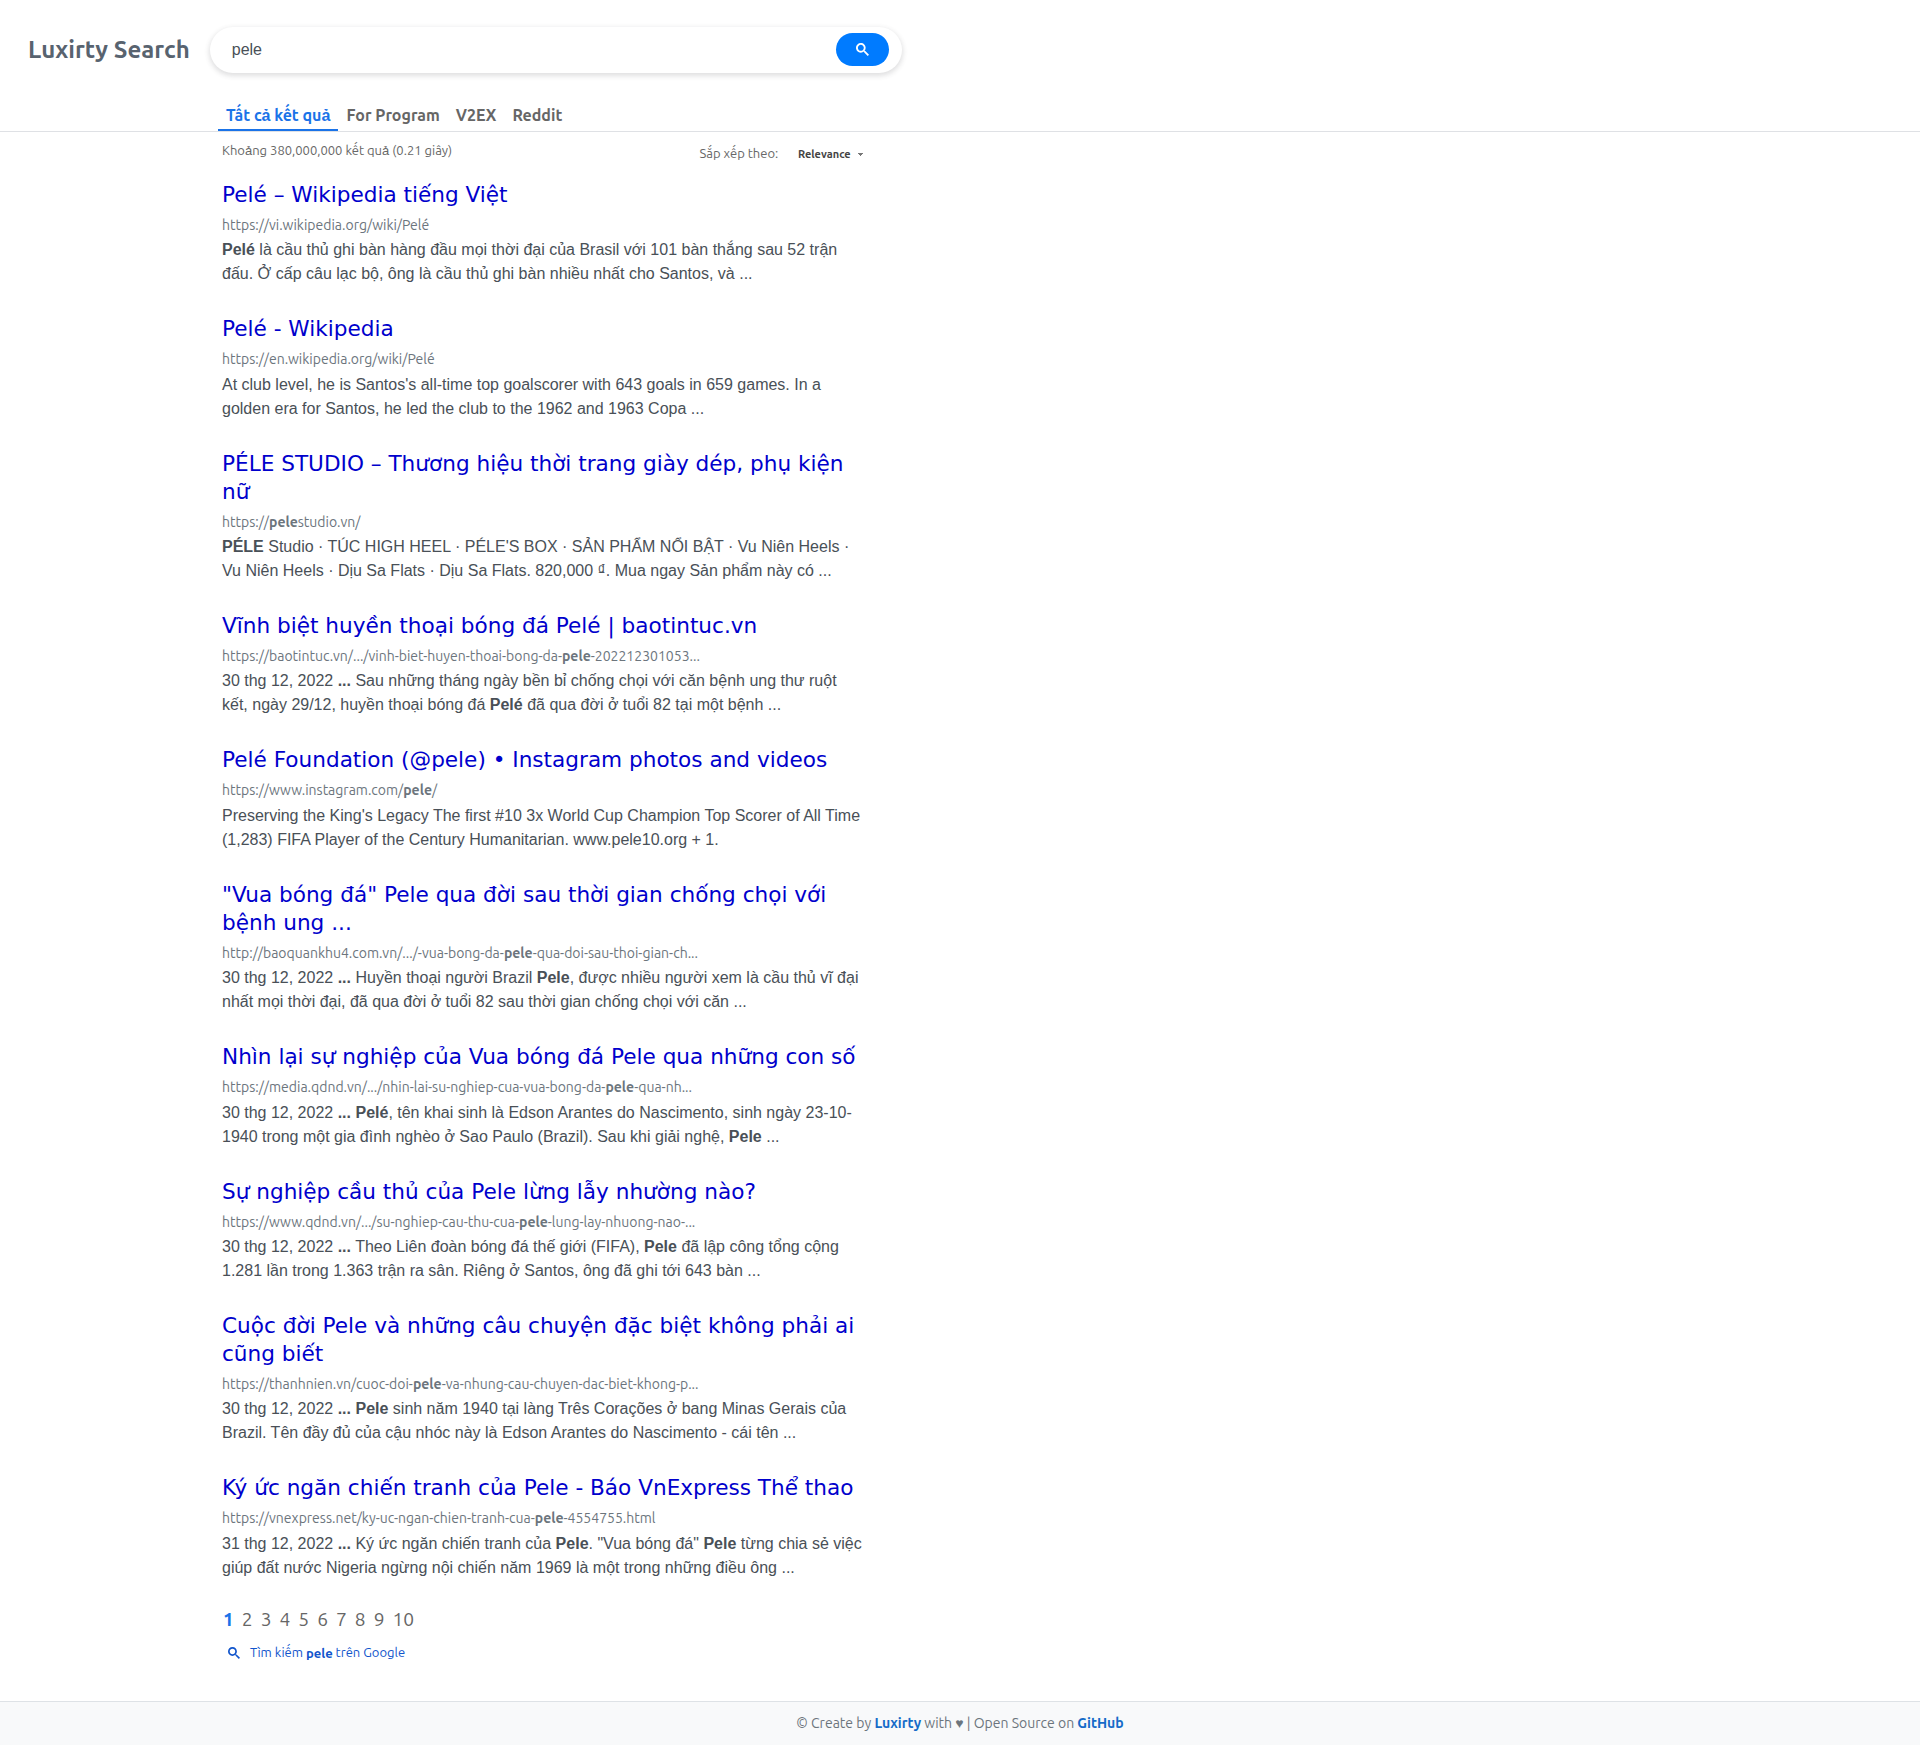 Luxirty Search
pele
Tất cả kết quả For Program V2EX Reddit
Khoảng 380,000,000 kết quả (0.21 giây)
Sắp xếp theo: Relevance
Pelé – Wikipedia tiếng Việt
https://vi.wikipedia.org/wiki/Pelé
Pelé là cầu thủ ghi bàn hàng đầu mọi thời đại của Brasil với 101 bàn thắng sau 52 trận
đấu. Ở cấp câu lạc bộ, ông là cầu thủ ghi bàn nhiều nhất cho Santos, và ...
Pelé - Wikipedia
https://en.wikipedia.org/wiki/Pelé
At club level, he is Santos's all-time top goalscorer with 643 goals in 659 games. In a
golden era for Santos, he led the club to the 1962 and 1963 Copa ...
PÉLE STUDIO – Thương hiệu thời trang giày dép, phụ kiện
nữ
https://pelestudio.vn/
PÉLE Studio · TÚC HIGH HEEL · PÉLE'S BOX · SẢN PHẨM NỔI BẬT · Vu Niên Heels ·
Vu Niên Heels · Dịu Sa Flats · Dịu Sa Flats. 820,000 ₫. Mua ngay Sản phẩm này có ...
Vĩnh biệt huyền thoại bóng đá Pelé | baotintuc.vn
https://baotintuc.vn/.../vinh-biet-huyen-thoai-bong-da-pele-202212301053...
30 thg 12, 2022 ... Sau những tháng ngày bền bỉ chống chọi với căn bệnh ung thư ruột
kết, ngày 29/12, huyền thoại bóng đá Pelé đã qua đời ở tuổi 82 tại một bệnh ...
Pelé Foundation (@pele) • Instagram photos and videos
https://www.instagram.com/pele/
Preserving the King's Legacy The first #10 3x World Cup Champion Top Scorer of All Time
(1,283) FIFA Player of the Century Humanitarian. www.pele10.org + 1.
"Vua bóng đá" Pele qua đời sau thời gian chống chọi với
bệnh ung ...
http://baoquankhu4.com.vn/.../-vua-bong-da-pele-qua-doi-sau-thoi-gian-ch...
30 thg 12, 2022 ... Huyền thoại người Brazil Pele, được nhiều người xem là cầu thủ vĩ đại
nhất mọi thời đại, đã qua đời ở tuổi 82 sau thời gian chống chọi với căn ...
Nhìn lại sự nghiệp của Vua bóng đá Pele qua những con số
https://media.qdnd.vn/.../nhin-lai-su-nghiep-cua-vua-bong-da-pele-qua-nh...
30 thg 12, 2022 ... Pelé, tên khai sinh là Edson Arantes do Nascimento, sinh ngày 23-10-
1940 trong một gia đình nghèo ở Sao Paulo (Brazil). Sau khi giải nghệ, Pele ...
Sự nghiệp cầu thủ của Pele lừng lẫy nhường nào?
https://www.qdnd.vn/.../su-nghiep-cau-thu-cua-pele-lung-lay-nhuong-nao-...
30 thg 12, 2022 ... Theo Liên đoàn bóng đá thế giới (FIFA), Pele đã lập công tổng cộng
1.281 lần trong 1.363 trận ra sân. Riêng ở Santos, ông đã ghi tới 643 bàn ...
Cuộc đời Pele và những câu chuyện đặc biệt không phải ai
cũng biết
https://thanhnien.vn/cuoc-doi-pele-va-nhung-cau-chuyen-dac-biet-khong-p...
30 thg 12, 2022 ... Pele sinh năm 1940 tại làng Três Corações ở bang Minas Gerais của
Brazil. Tên đầy đủ của cậu nhóc này là Edson Arantes do Nascimento - cái tên ...
Ký ức ngăn chiến tranh của Pele - Báo VnExpress Thể thao
https://vnexpress.net/ky-uc-ngan-chien-tranh-cua-pele-4554755.html
31 thg 12, 2022 ... Ký ức ngăn chiến tranh của Pele. "Vua bóng đá" Pele từng chia sẻ việc
giúp đất nước Nigeria ngừng nội chiến năm 1969 là một trong những điều ông ...
1 2 3 4 5 6 7 8 9 10
Tìm kiếm pele trên Google
© Create by Luxirty with ♥ | Open Source on GitHub